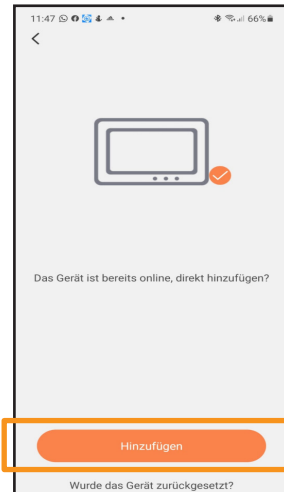 11:47 66%
Das Gerät ist bereits online, direkt hinzufügen?
Hinzufügen
Wurde das Gerät zurückgesetzt?